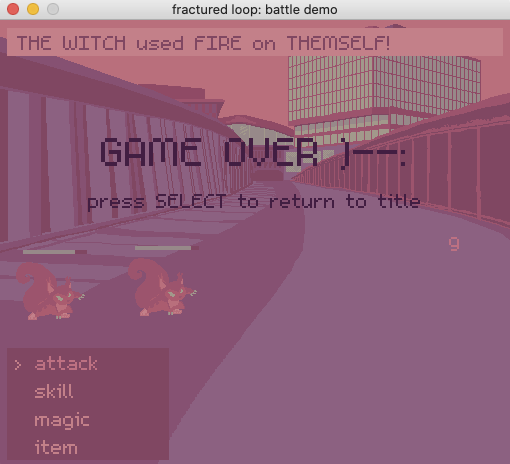 fractured loop: battle demo
THE WITCH used FIRE on THEMSELF!
GAME OVER )--:
press SELECT to return to title
9
> attack
skill
magic
item